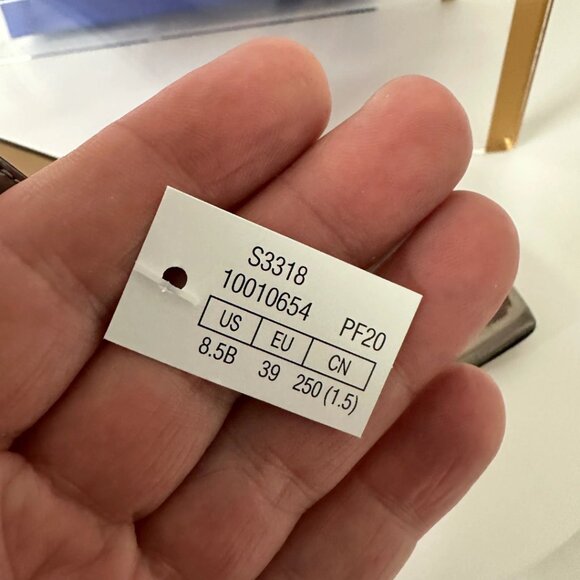 S3318
10010654 PF20
US EU CN
8.5B 39 250 (1.5)